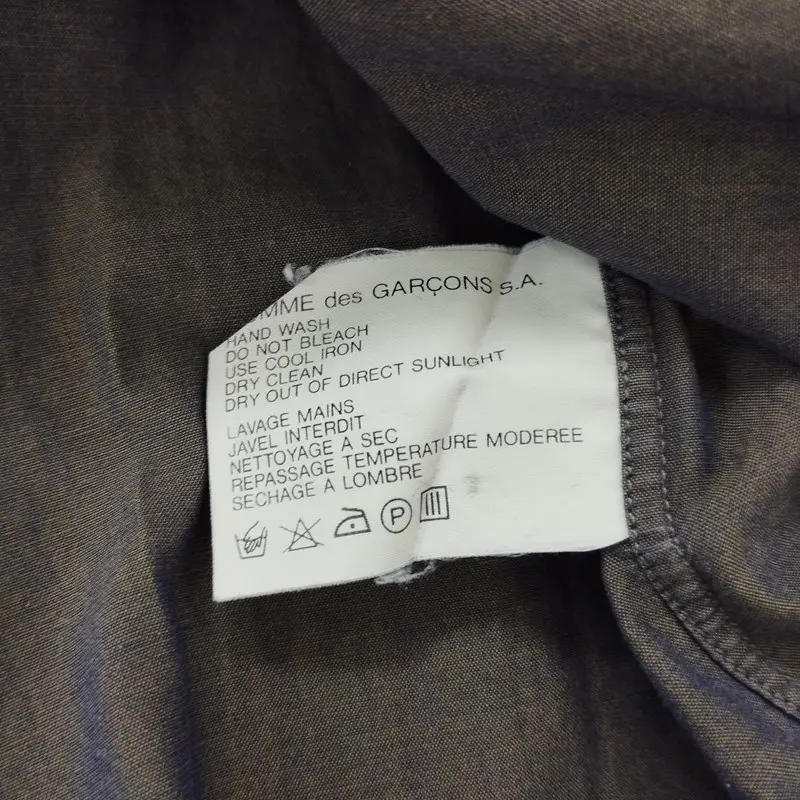 des GARÇONS S.A.
HAND WASH
DO NOT BLEACH
USE COOL IRON
DRY CLEAN
DRY OUT OF DIRECT SUNLIGHT
LAVAGE MAINS
JAVEL INTERDIT
NETTOYAGE A SEC
REPASSAGE TEMPERATURE MODEREE
SECHAGE A LOMBRE
P